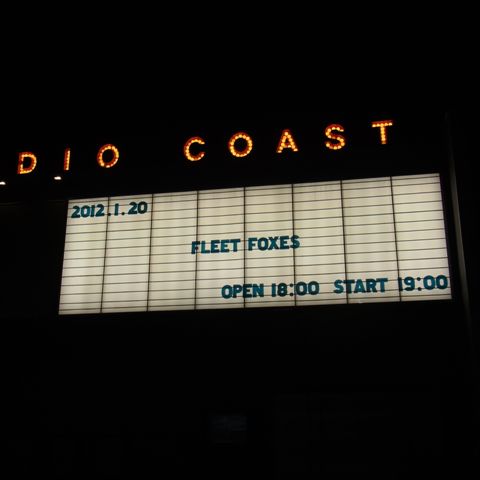 DIO COAST
2012.1.20
FLEET FOXES
OPEN 18:00 START 19:00